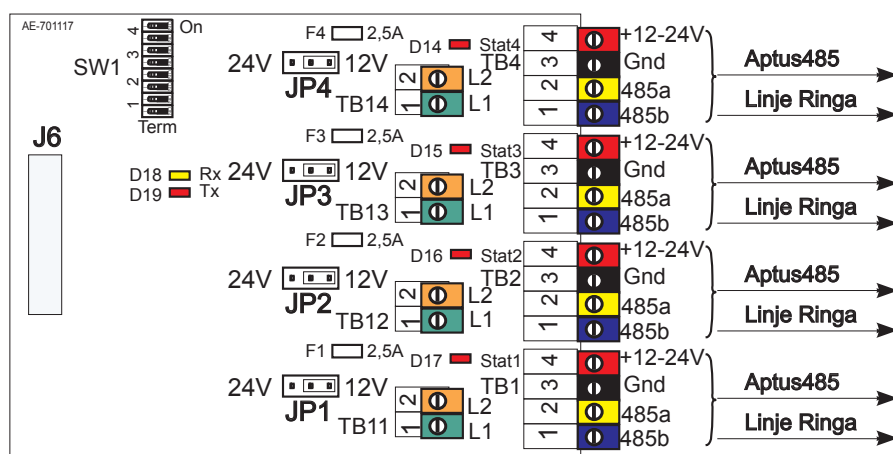 AE-701117
4 On
3
SW1
2
1
Term
J6
D18 Rx
D19 Tx
F4 2,5A
24V 12V
JP4
D14 Stat4
TB4
2 L2
1 L1
TB14
4 +12-24V
3 Gnd
2 485a
1 485b
Aptus485
Linje Ringa
F3 2,5A
24V 12V
JP3
D15 Stat3
TB3
2 L2
1 L1
TB13
4 +12-24V
3 Gnd
2 485a
1 485b
Aptus485
Linje Ringa
F2 2,5A
24V 12V
JP2
D16 Stat2
TB2
2 L2
1 L1
TB12
4 +12-24V
3 Gnd
2 485a
1 485b
Aptus485
Linje Ringa
F1 2,5A
24V 12V
JP1
D17 Stat1
TB1
2 L2
1 L1
TB11
4 +12-24V
3 Gnd
2 485a
1 485b
Aptus485
Linje Ringa